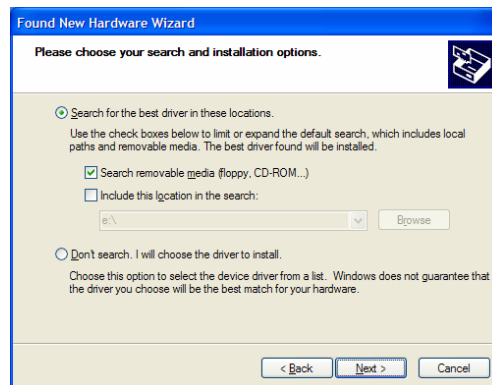 Found New Hardware Wizard
Please choose your search and installation options.
Search for the best driver in these locations.
Use the check boxes below to limit or expand the default search, which includes local
paths and removable media. The best driver found will be installed.
Search removable media (floppy, CD-ROM...)
Include this location in the search:
e:\
Browse
Don't search. I will choose the driver to install.
Choose this option to select the device driver from a list. Windows does not guarantee that
the driver you choose will be the best match for your hardware.
< Back
Next >
Cancel